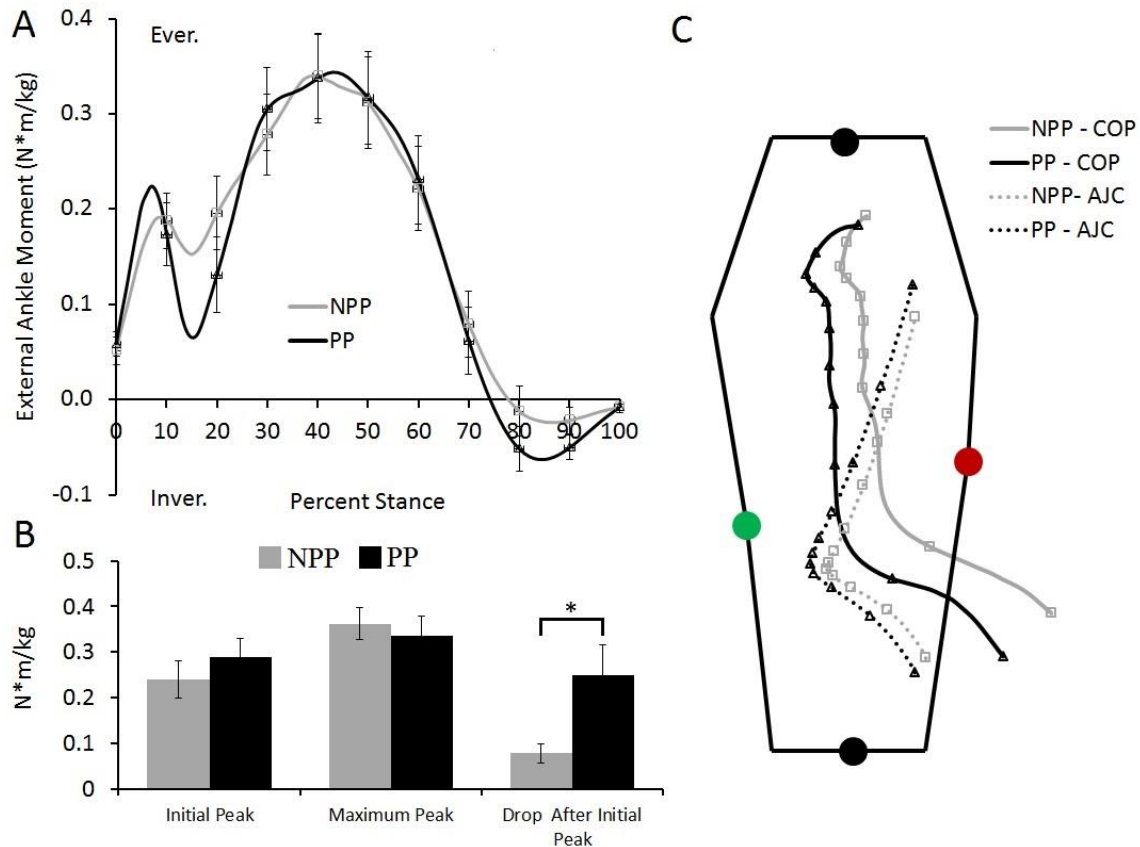 A
Ever.
External Ankle Moment (N*m/kg)
0.4
0.3
0.2
0.1
0.0
-0.1
0 10 20 30 40 50 60 70 80 90 100
NPP
PP
Inver.
Percent Stance
B
NPP PP
N*m/kg
0.5
0.4
0.3
0.2
0.1
0
*
Initial Peak
Maximum Peak
Drop After Initial
Peak
C
NPP - COP
PP - COP
NPP- AJC
PP - AJC